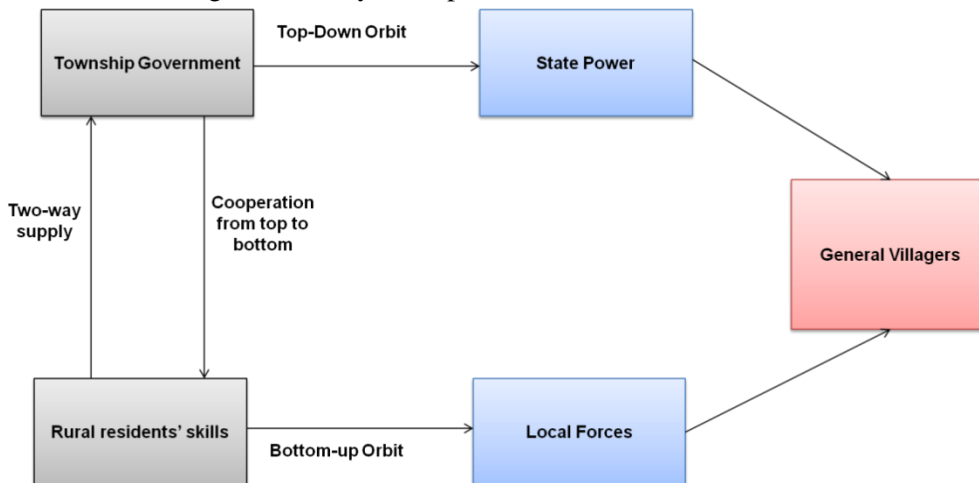 Top-Down Orbit
Township Government
State Power
Two-way
supply
Cooperation
from top to
bottom
General Villagers
Rural residents' skills
Local Forces
Bottom-up Orbit